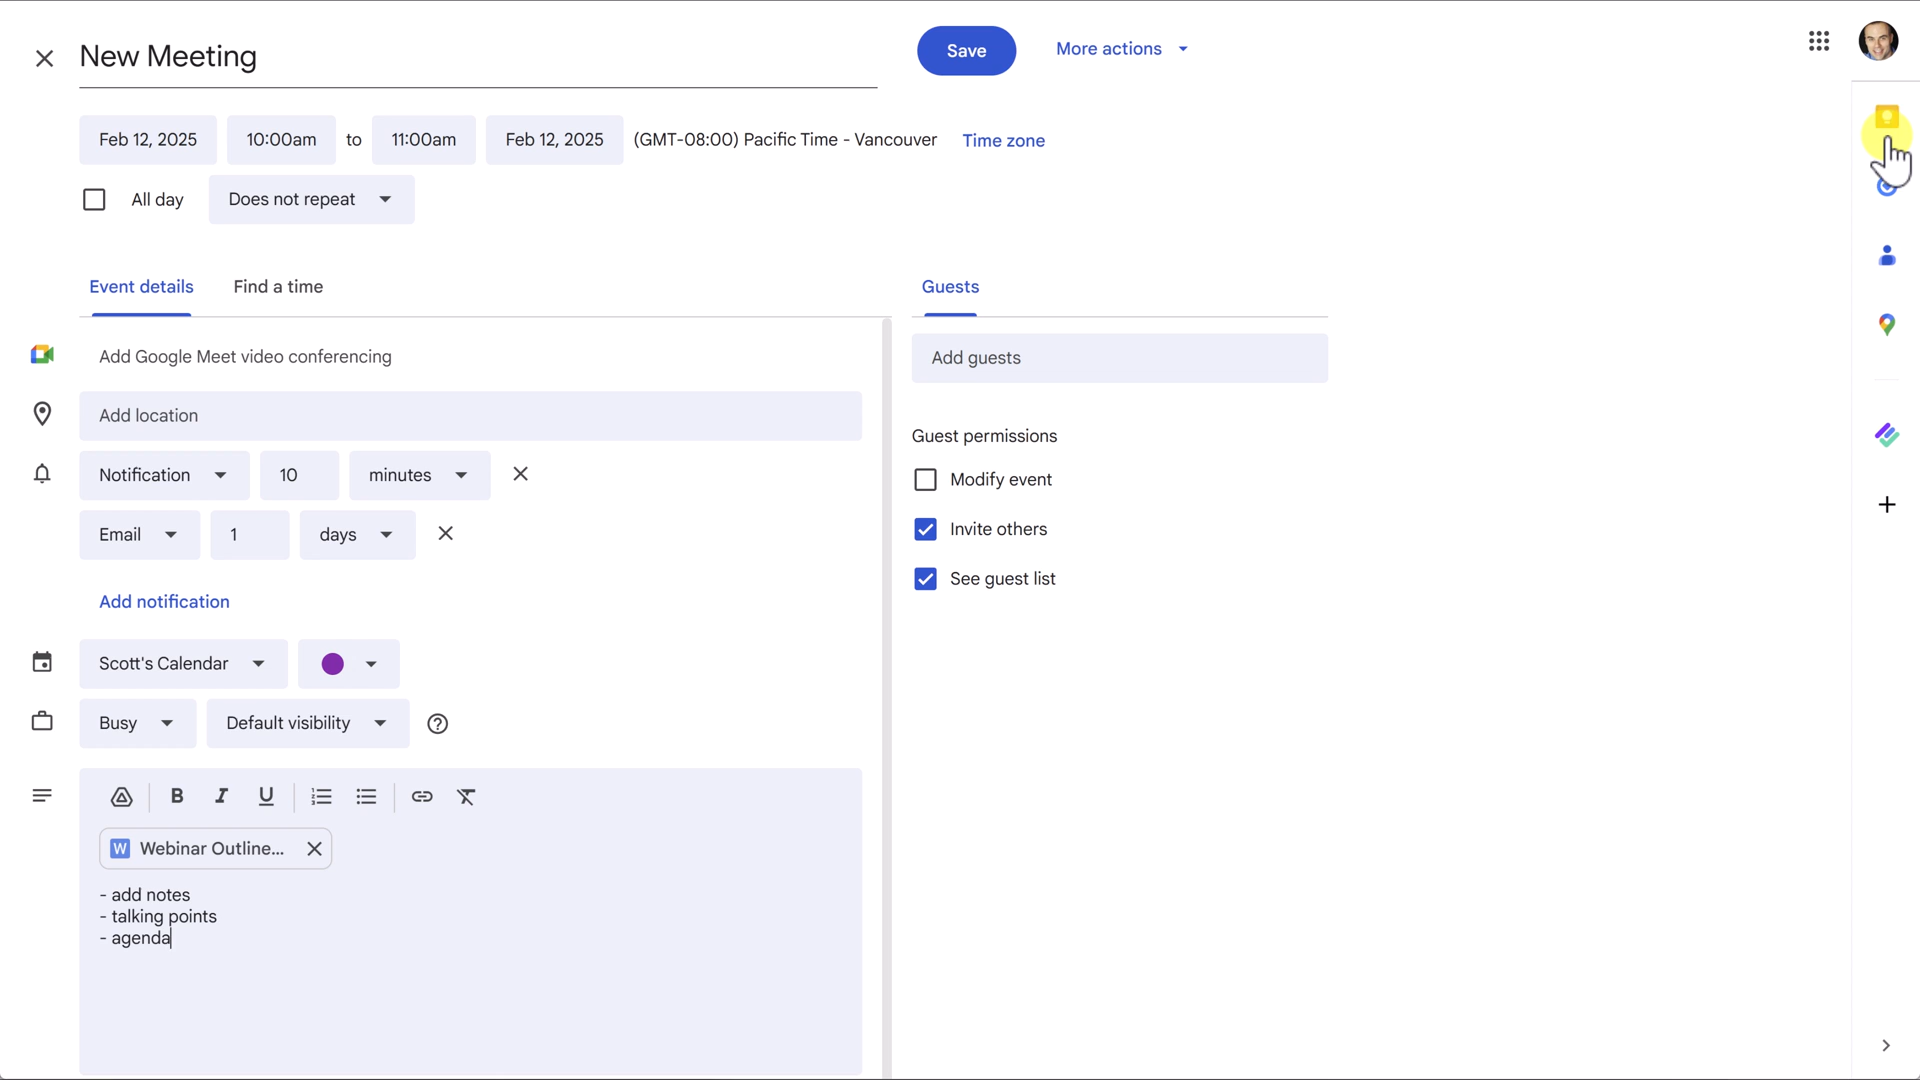 New Meeting
Save
More actions
Feb 12, 2025 10:00am to 11:00am Feb 12, 2025 (GMT-08:00) Pacific Time - Vancouver Time zone
All day Does not repeat
Event details Find a time
Guests
Add Google Meet video conferencing
Add guests
Add location
Guest permissions
Notification 10 minutes
Modify event
Email 1 days
Invite others
See guest list
Add notification
Scott's Calendar
Busy Default visibility
B I U
W Webinar Outline...
- add notes
- talking points
- agenda